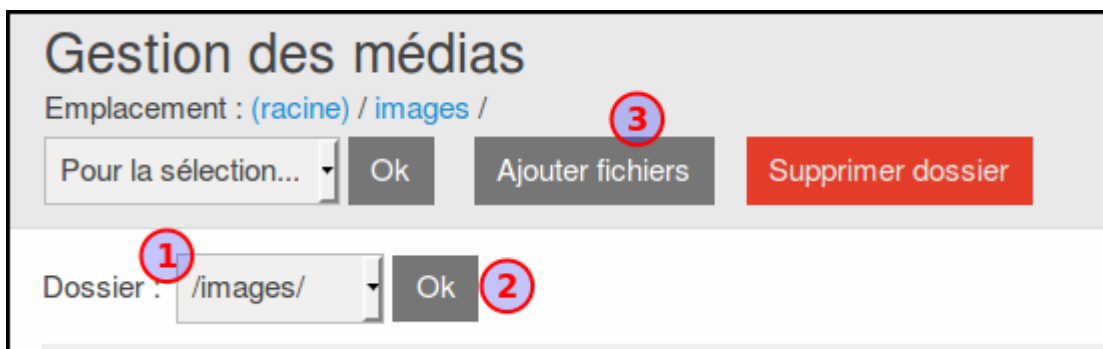 Gestion des médias
Emplacement : (racine) / images /
3
Pour la sélection... Ok Ajouter fichiers Supprimer dossier
1
Dossier : /images/ Ok 2